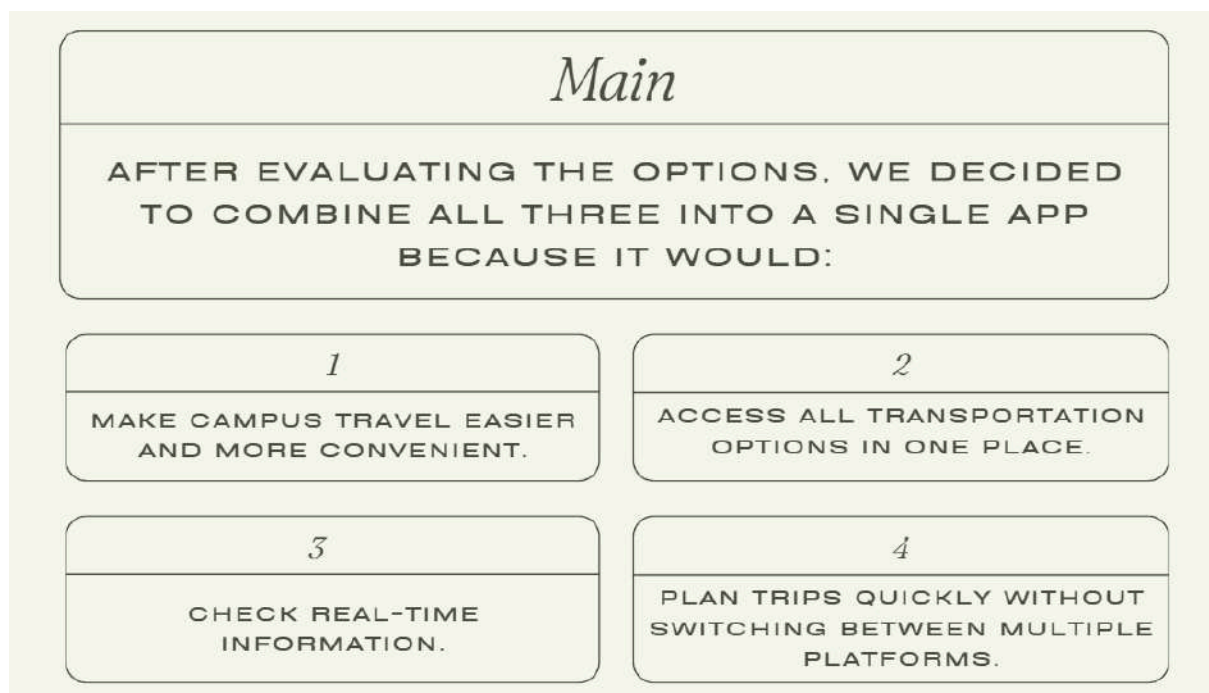 Main
AFTER EVALUATING THE OPTIONS, WE DECIDED
TO COMBINE ALL THREE INTO A SINGLE APP
BECAUSE IT WOULD:
1
MAKE CAMPUS TRAVEL EASIER
AND MORE CONVENIENT.
2
ACCESS ALL TRANSPORTATION
OPTIONS IN ONE PLACE.
3
CHECK REAL-TIME
INFORMATION.
4
PLAN TRIPS QUICKLY WITHOUT
SWITCHING BETWEEN MULTIPLE
PLATFORMS.